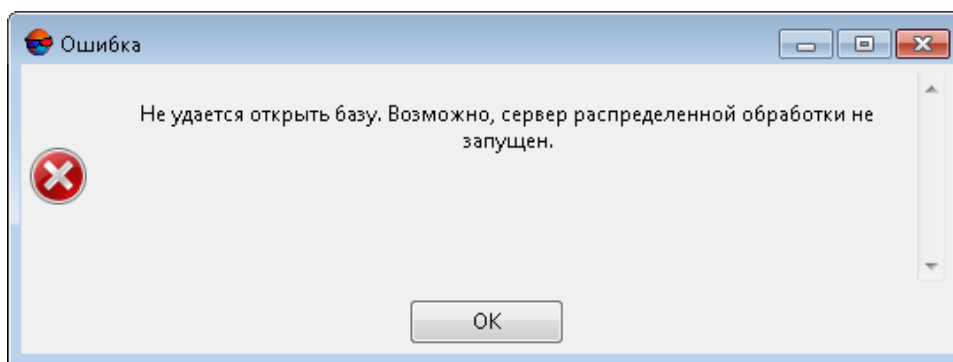 Ошибка
Не удается открыть базу. Возможно, сервер распределенной обработки не
запущен.
OK